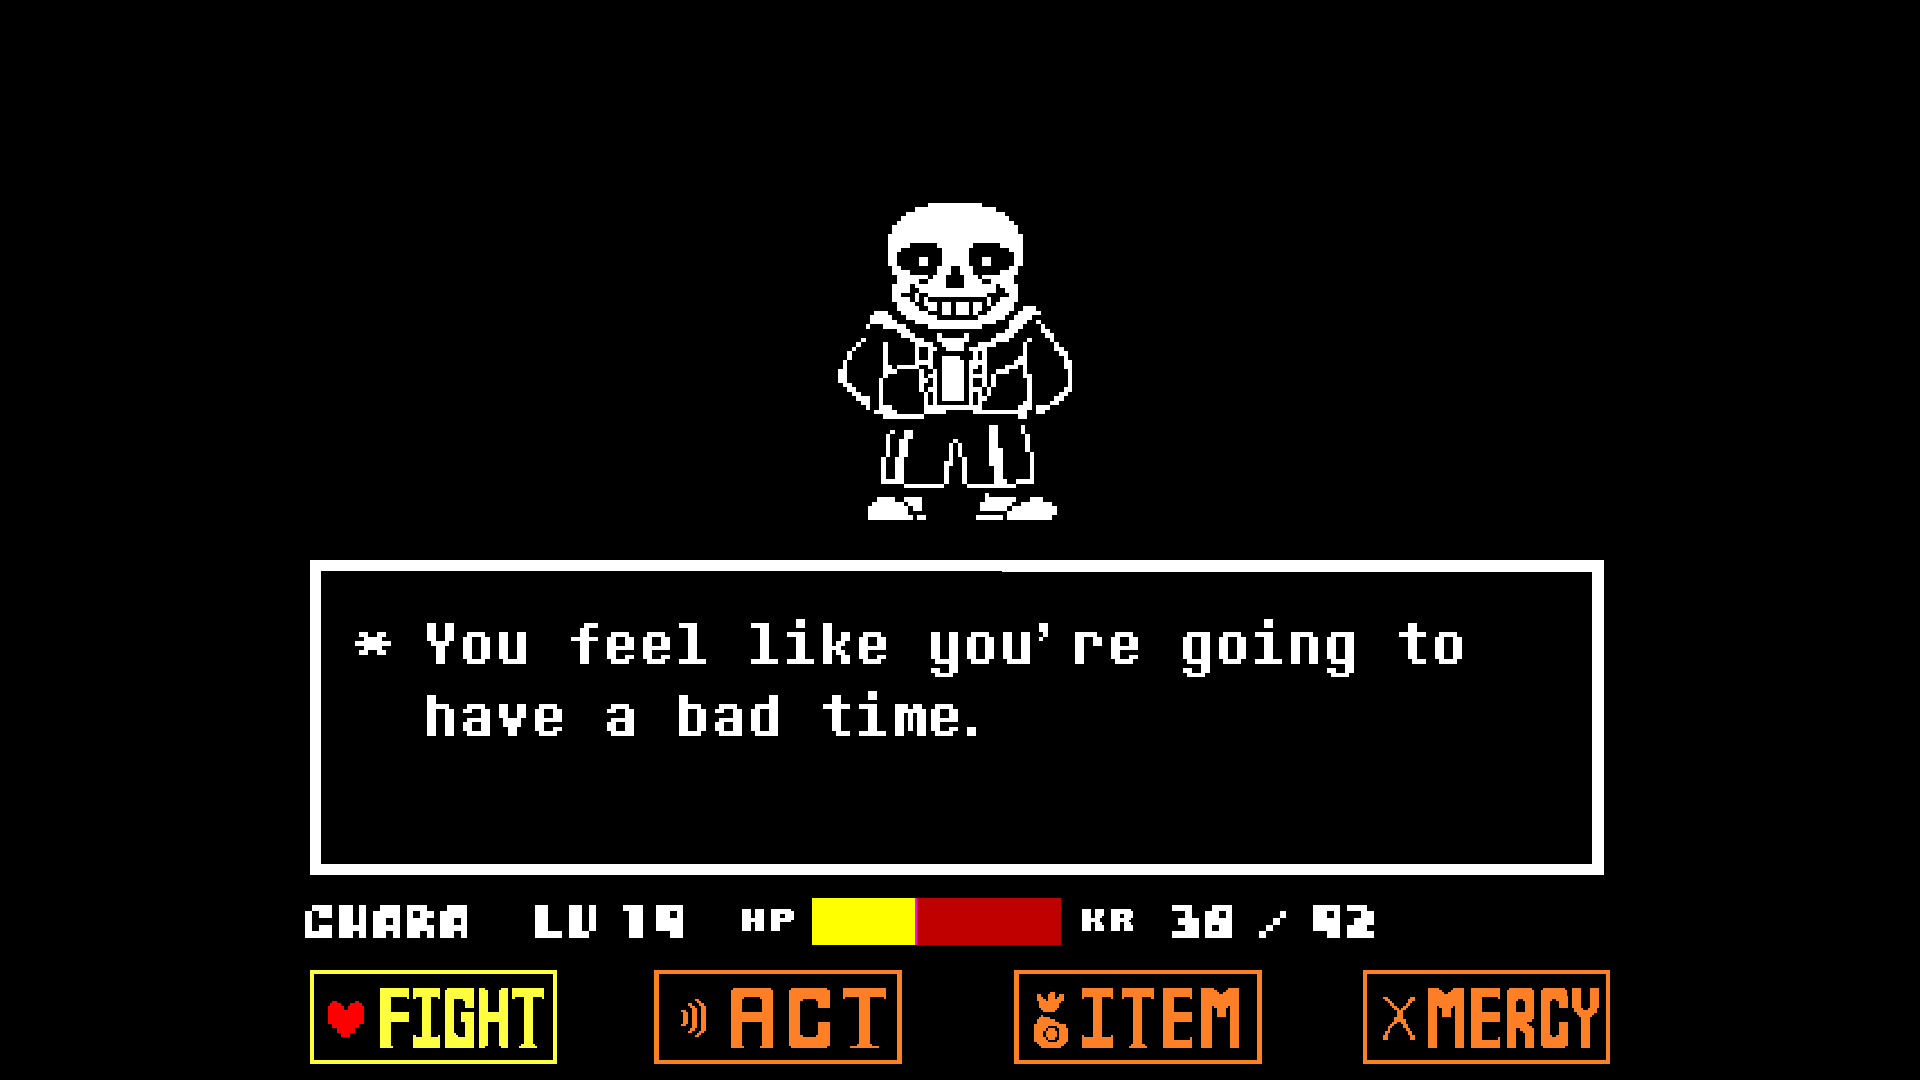 * You feel like you're going to
have a bad time.
CHARA LV 19 HP KR 38 / 92
FIGHT ACT ITEM MERCY